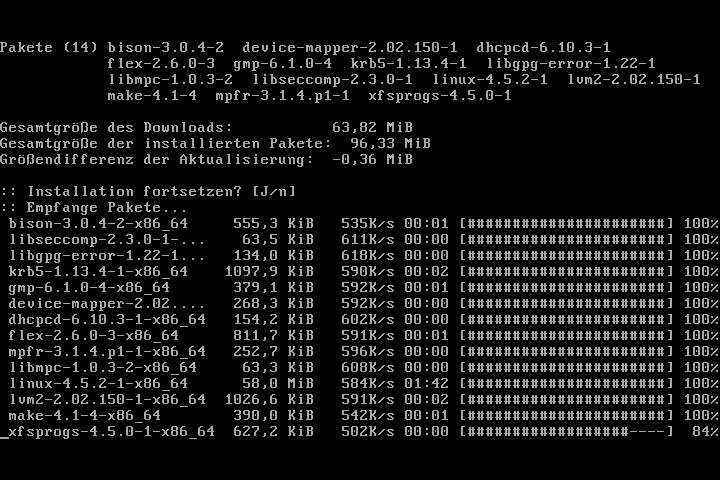 Pakete (14) bison-3.0.4-2  device-mapper-2.02.150-1  dhcpcd-6.10.3-1
            flex-2.6.0-3  gmp-6.1.0-4  krb5-1.13.4-1  libgpg-error-1.22-1
            libmpc-1.0.3-2  libseccomp-2.3.0-1  linux-4.5.2-1  lvm2-2.02.150-1
            make-4.1-4  mpfr-3.1.4.p1-1  xfsprogs-4.5.0-1
Gesamtgröße des Downloads:           63,82 MiB
Gesamtgröße der installierten Pakete:  96,33 MiB
Größendifferenz der Aktualisierung:  -0,36 MiB
:: Installation fortsetzen? [J/n]
:: Empfange Pakete...
 bison-3.0.4-2-x86_64     555,3 KiB   535K/s 00:01 [######################] 100%
 libseccomp-2.3.0-1-...    63,5 KiB   611K/s 00:00 [######################] 100%
 libgpg-error-1.22-1...   134,0 KiB   618K/s 00:00 [######################] 100%
 krb5-1.13.4-1-x86_64    1097,9 KiB   590K/s 00:02 [######################] 100%
 gmp-6.1.0-4-x86_64       379,1 KiB   592K/s 00:01 [######################] 100%
 device-mapper-2.02....   268,3 KiB   592K/s 00:00 [######################] 100%
 dhcpcd-6.10.3-1-x86_64   154,2 KiB   602K/s 00:00 [######################] 100%
 flex-2.6.0-3-x86_64      811,7 KiB   591K/s 00:01 [######################] 100%
 mpfr-3.1.4.p1-1-x86_64   252,7 KiB   596K/s 00:00 [######################] 100%
 libmpc-1.0.3-2-x86_64     63,3 KiB   608K/s 00:00 [######################] 100%
 linux-4.5.2-1-x86_64      58,0 MiB   584K/s 01:42 [######################] 100%
 lvm2-2.02.150-1-x86_64  1026,6 KiB   591K/s 00:02 [######################] 100%
 make-4.1-4-x86_64        390,0 KiB   542K/s 00:01 [######################] 100%
_xfsprogs-4.5.0-1-x86_64  627,2 KiB   502K/s 00:00 [##################----]  84%